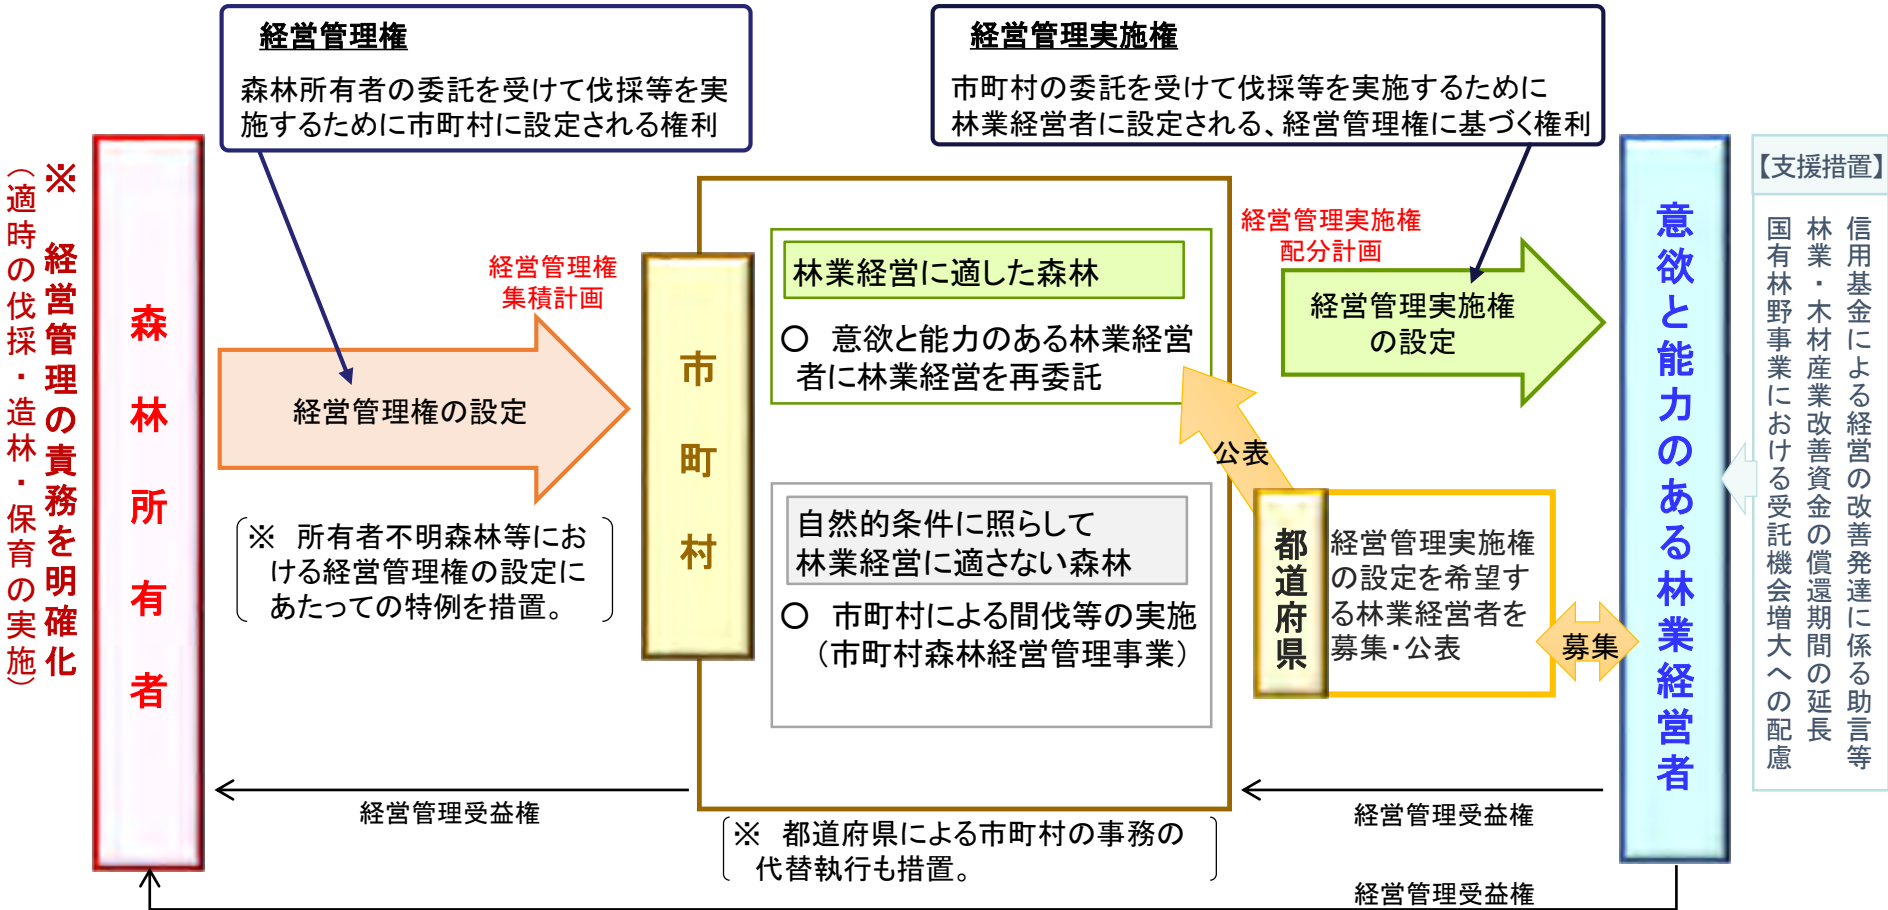 経営管理権
森林所有者の委託を受けて伐採等を実
施するために市町村に設定される権利
経営管理実施権
市町村の委託を受けて伐採等を実施するために
林業経営者に設定される、経営管理権に基づく権利
※ 経営管理の責務を明確化
（適時の伐採・造林・保育の実施）
森林所有者
経営管理権
集積計画
経営管理権の設定
※ 所有者不明森林等にお
ける経営管理権の設定に
あたっての特例を措置。
市町村
林業経営に適した森林
○ 意欲と能力のある林業経営
者に林業経営を再委託
自然的条件に照らして
林業経営に適さない森林
○ 市町村による間伐等の実施
（市町村森林経営管理事業）
経営管理実施権
配分計画
経営管理実施権
の設定
公表
都道府県
経営管理実施権
の設定を希望す
る林業経営者を
募集・公表
募集
意欲と能力のある林業経営者
【支援措置】
信用基金による経営の改善発達に係る助言等
林業・木材産業改善資金の償還期間の延長
国有林野事業における受託機会増大への配慮
経営管理受益権
経営管理受益権
※ 都道府県による市町村の事務の
代替執行も措置。
経営管理受益権